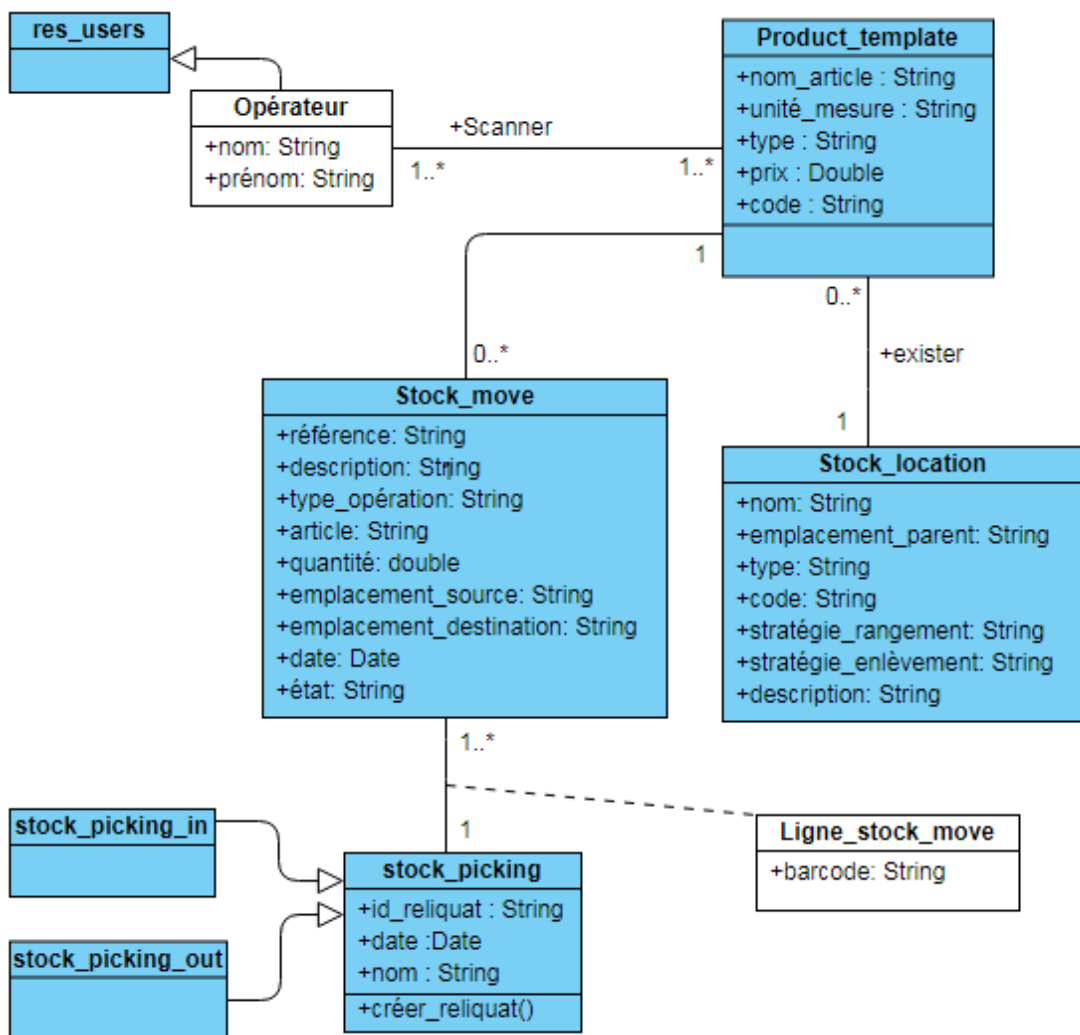 res_users
Opérateur
+nom: String
+prénom: String
+Scanner
1..*
1..*
Product_template
+nom_article : String
+unité_mesure : String
+type : String
+prix : Double
+code : String
1
0..*
0..*
+exister
1
Stock_move
+référence: String
+description: String
+type_opération: String
+article: String
+quantité: double
+emplacement_source: String
+emplacement_destination: String
+date: Date
+état: String
Stock_location
+nom: String
+emplacement_parent: String
+type: String
+code: String
+stratégie_rangement: String
+stratégie_enlèvement: String
+description: String
1..*
1
Ligne_stock_move
+barcode: String
stock_picking_in
stock_picking_out
stock_picking
+id_reliquat : String
+date :Date
+nom : String
+créer_reliquat()